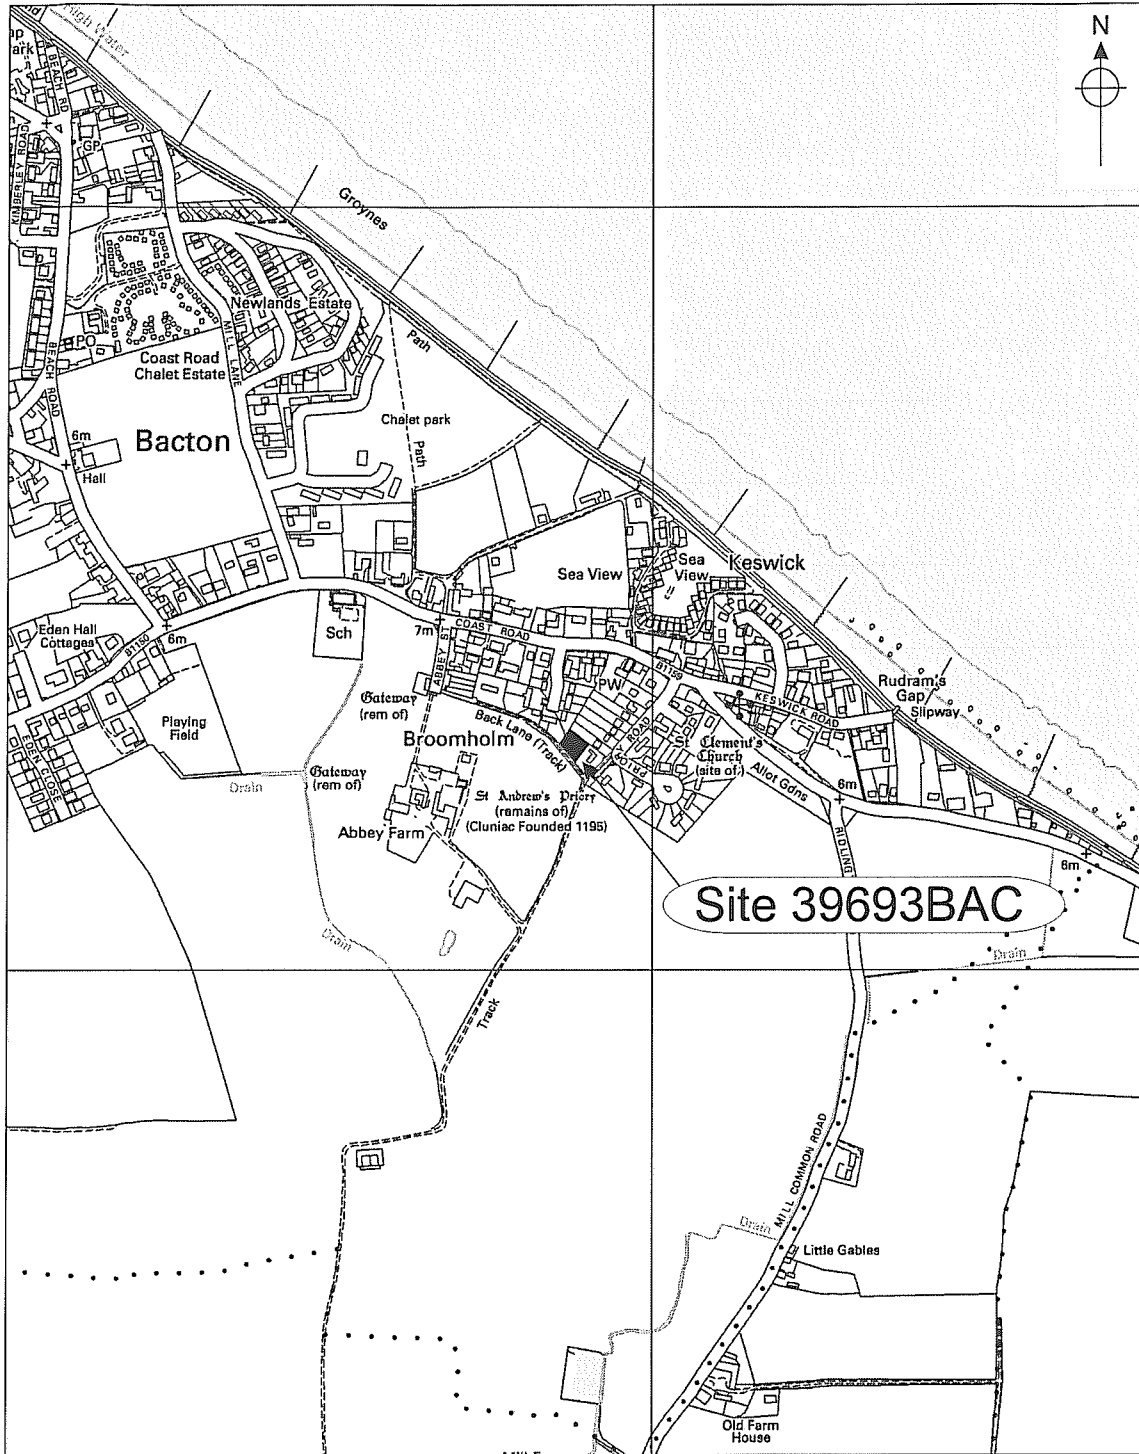 High Water
N
ark
BEACH RD
GP
KIMBERLEY ROAD
Groynes
Newlands Estate
Path
PO
Coast Road
Chalet Estate
MILL LANE
BEACH ROAD
Chalet park
6m
Bacton
Path
Hall
Sea View
Sea
View
Keswick
Eden Hall
Cottages
B1150
6m
Sch
7m
COAST ROAD
ABBEY ST
B1159
PW
Rudram's
Gap
Slipway
KESWICK ROAD
Gateway
(rem of)
Playing
Field
EDEN CLOSE
Back Lane (Track)
Broomholm
PRIORY ROAD
St Clement's
Church
(site of)
Gateway
(rem of)
Drain
Allot Gdns
6m
St Andrew's Priory
(remains of)
(Cluniac Founded 1195)
Abbey Farm
RIDLING
6m
Site 39693BAC
Drain
Drain
Track
MILL COMMON ROAD
Drain
Little Gables
Old Farm
House